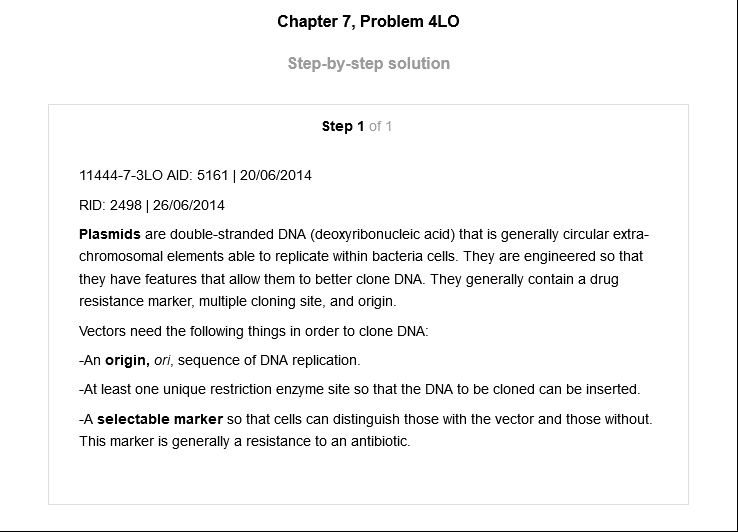 Chapter 7, Problem 4LO
Step-by-step solution
Step 1 of 1
11444-7-3LO AID: 5161 | 20/06/2014
RID: 2498 | 26/06/2014
Plasmids are double-stranded DNA (deoxyribonucleic acid) that is generally circular extra-
chromosomal elements able to replicate within bacteria cells. They are engineered so that
they have features that allow them to better clone DNA. They generally contain a drug
resistance marker, multiple cloning site, and origin.
Vectors need the following things in order to clone DNA:
-An origin, ori, sequence of DNA replication.
-At least one unique restriction enzyme site so that the DNA to be cloned can be inserted.
-A selectable marker so that cells can distinguish those with the vector and those without.
This marker is generally a resistance to an antibiotic.